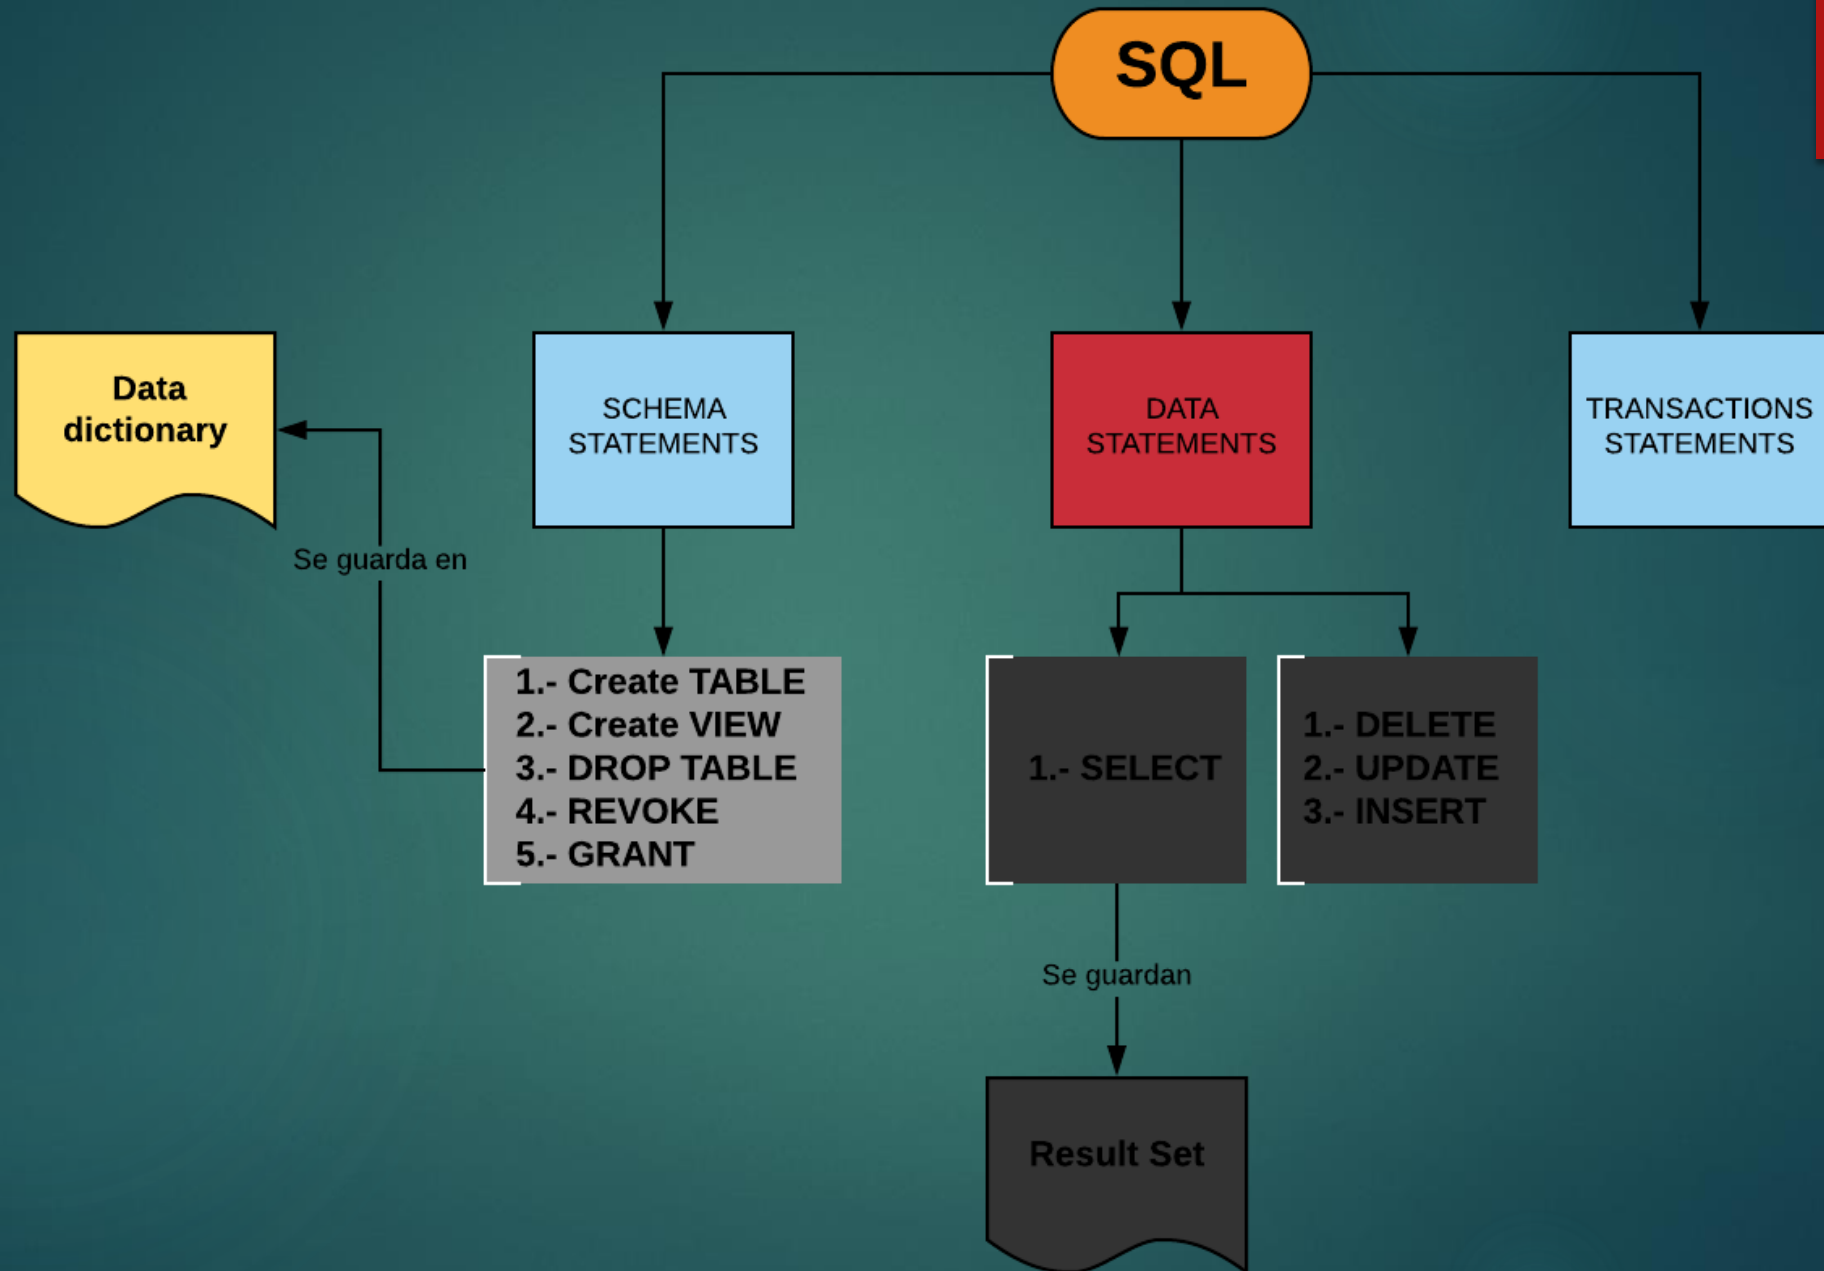 SQL
Data
dictionary
SCHEMA
STATEMENTS
DATA
STATEMENTS
TRANSACTIONS
STATEMENTS
Se guarda en
1.- Create TABLE
2.- Create VIEW
3.- DROP TABLE
4.- REVOKE
5.- GRANT
1.- SELECT
1.- DELETE
2.- UPDATE
3.- INSERT
Se guardan
Result Set